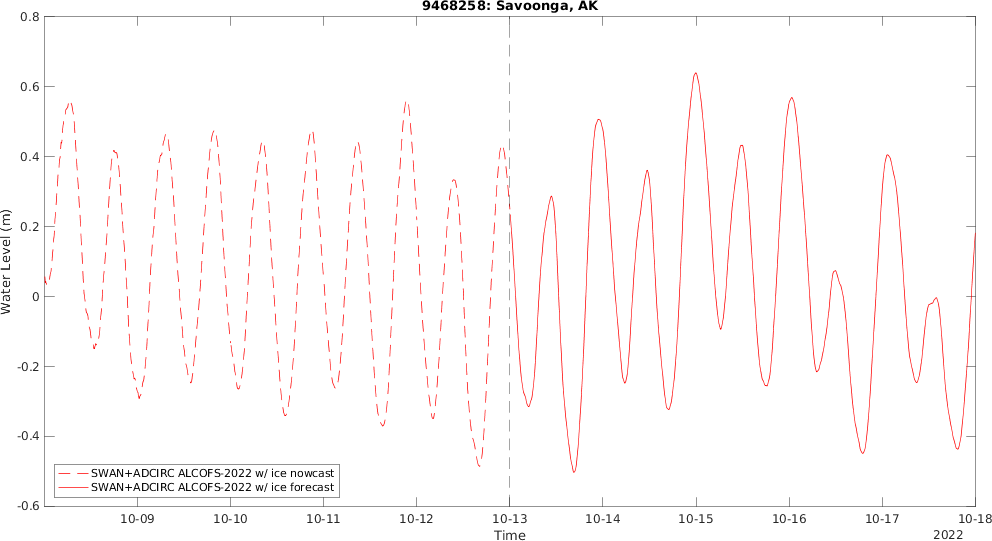 9468258: Savoonga, AK
0.8
0.6
0.4
0.2
0
-0.2
-0.4
-0.6
Water Level (m)
SWAN+ADCIRC ALCOFS-2022 w/ ice nowcast
SWAN+ADCIRC ALCOFS-2022 w/ ice forecast
10-09 10-10 10-11 10-12 10-13 10-14 10-15 10-16 10-17 10-18
Time
2022